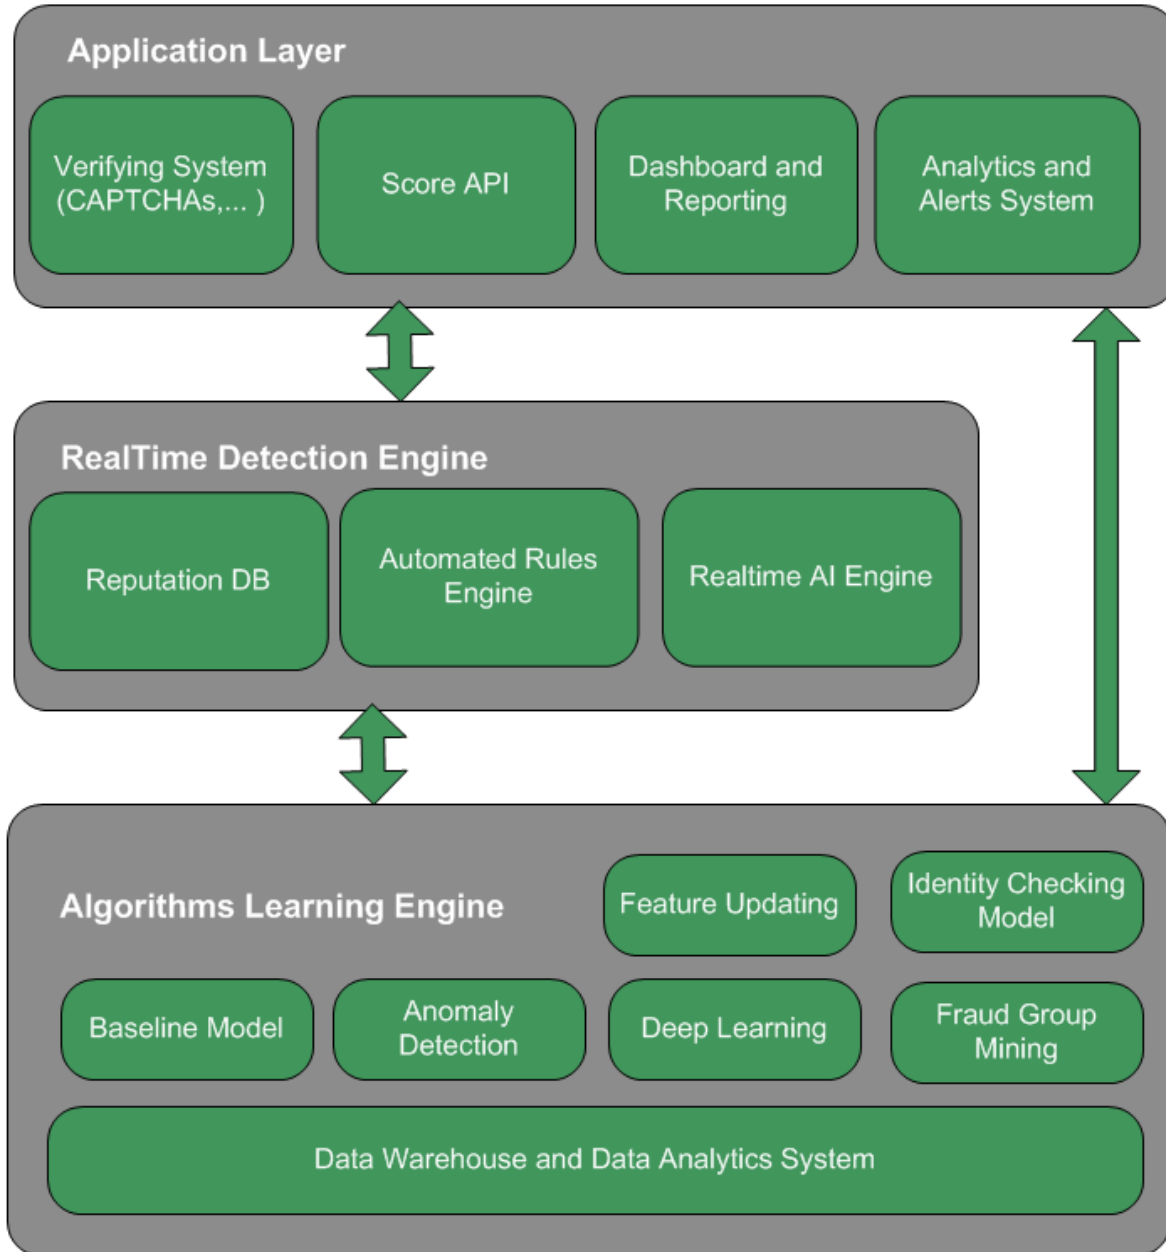 Application Layer
Verifying System
(CAPTCHAs,... )
Score API
Dashboard and
Reporting
Analytics and
Alerts System
RealTime Detection Engine
Reputation DB
Automated Rules
Engine
Realtime AI Engine
Algorithms Learning Engine
Feature Updating
Identity Checking
Model
Baseline Model
Anomaly
Detection
Deep Learning
Fraud Group
Mining
Data Warehouse and Data Analytics System